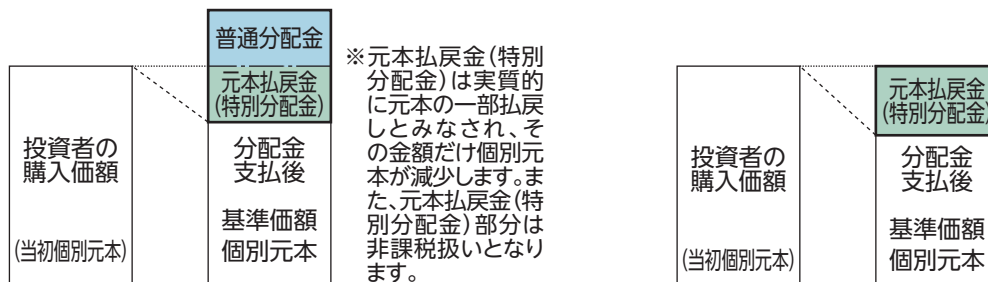 普通分配金
元本払戻金
(特別分配金)
投資者の
購入価額
(当初個別元本)
分配金
支払後
基準価額
個別元本
※元本払戻金(特別
分配金)は実質的
に元本の一部払戻
しとみなされ、そ
の金額だけ個別元
本が減少します。ま
た、元本払戻金(特
別分配金)部分は
非課税扱いとなり
ます。
元本払戻金
(特別分配金)
投資者の
購入価額
(当初個別元本)
分配金
支払後
基準価額
個別元本